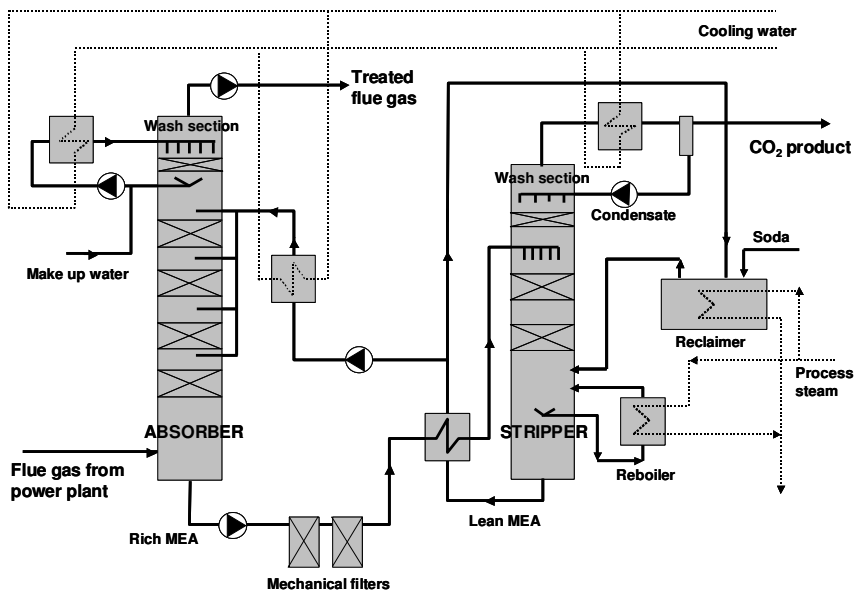 Cooling water
Treated
flue gas
Wash section
CO₂ product
Wash section
Condensate
Soda
Make up water
Reclaimer
Process
steam
ABSORBER
STRIPPER
Flue gas from
power plant
Reboiler
Lean MEA
Rich MEA
Mechanical filters